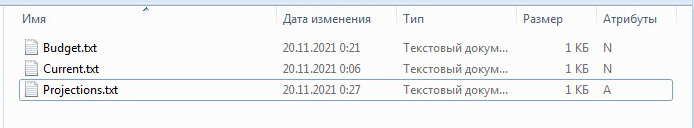 Имя Дата изменения Тип Размер Атрибуты
Budget.txt 20.11.2021 0:21 Текстовый докум... 1 КБ N
Current.txt 20.11.2021 0:06 Текстовый докум... 1 КБ N
Projections.txt 20.11.2021 0:27 Текстовый докум... 1 КБ A